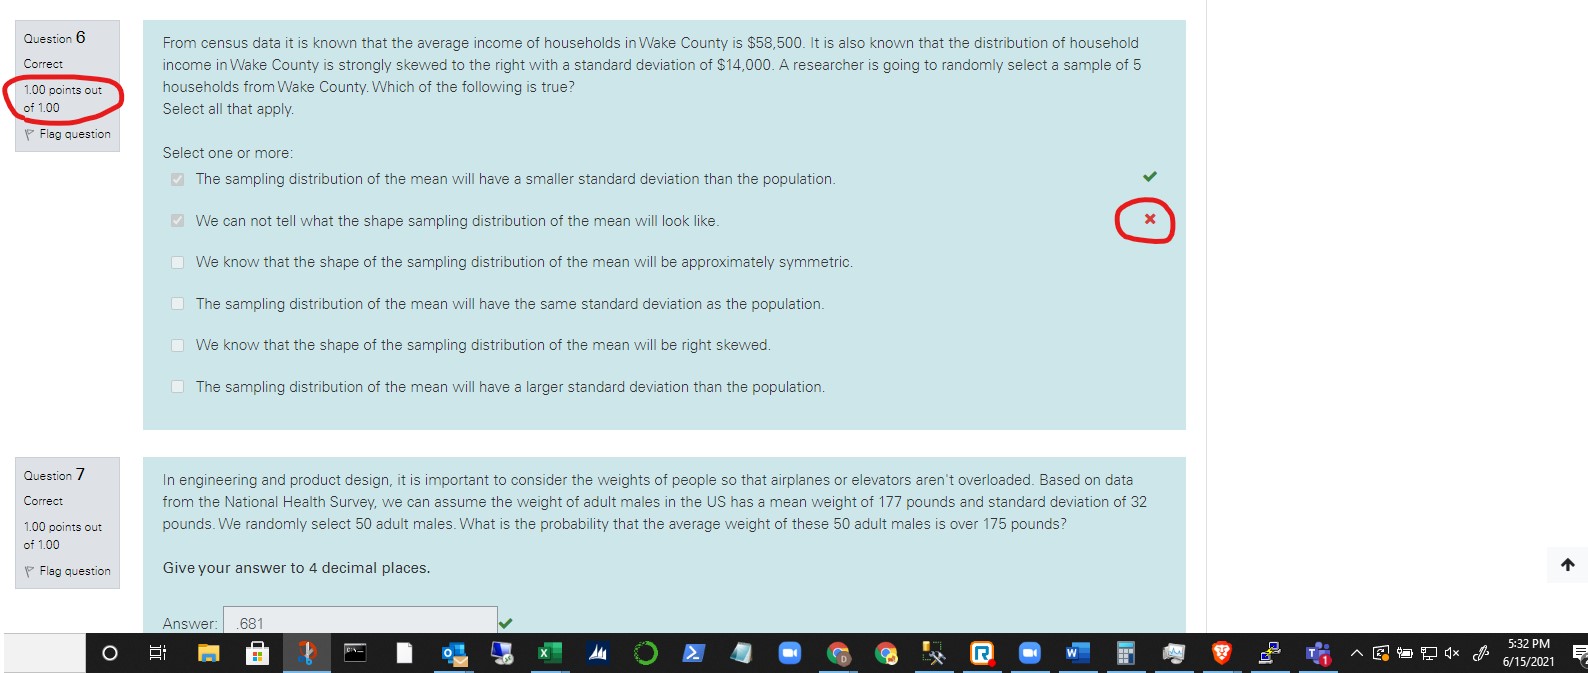 Question 6
Correct
1.00 points out
of 1.00
Flag question
From census data it is known that the average income of households in Wake County is $58,500. It is also known that the distribution of household
income in Wake County is strongly skewed to the right with a standard deviation of $14,000. A researcher is going to randomly select a sample of 5
households from Wake County. Which of the following is true?
Select all that apply.
Select one or more:
The sampling distribution of the mean will have a smaller standard deviation than the population.
We can not tell what the shape sampling distribution of the mean will look like.
We know that the shape of the sampling distribution of the mean will be approximately symmetric.
The sampling distribution of the mean will have the same standard deviation as the population.
We know that the shape of the sampling distribution of the mean will be right skewed.
The sampling distribution of the mean will have a larger standard deviation than the population.
Question 7
Correct
1.00 points out
of 1.00
Flag question
In engineering and product design, it is important to consider the weights of people so that airplanes or elevators aren't overloaded. Based on data
from the National Health Survey, we can assume the weight of adult males in the US has a mean weight of 177 pounds and standard deviation of 32
pounds. We randomly select 50 adult males. What is the probability that the average weight of these 50 adult males is over 175 pounds?
Give your answer to 4 decimal places.
Answer: .681
5:32 PM
6/15/2021